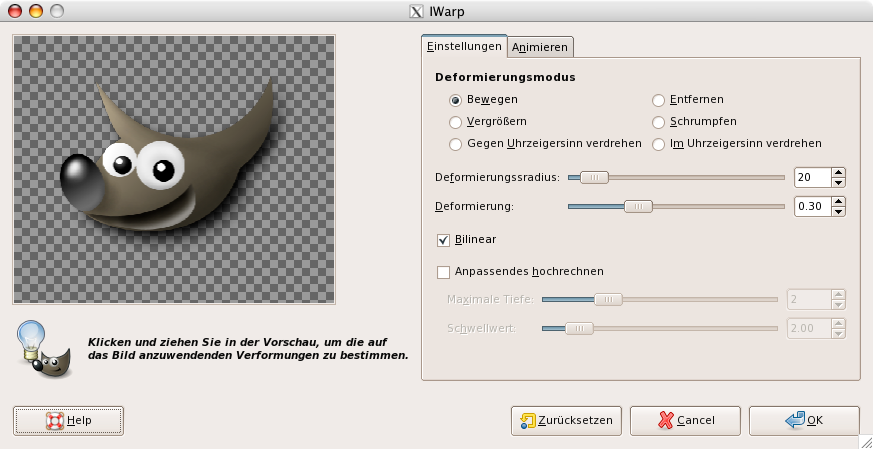 IWarp
Einstellungen
Animieren
Deformierungsmodus
Bewegen
Entfernen
Vergrößern
Schrumpfen
Gegen Uhrzeigersinn verdrehen
Im Uhrzeigersinn verdrehen
Deformierungssradius:
20
Deformierung:
0.30
Bilinear
Anpassendes hochrechnen
Maximale Tiefe:
2
Schwellwert:
2.00
Klicken und ziehen Sie in der Vorschau, um die auf
das Bild anzuwendenden Verformungen zu bestimmen.
Help
Zurücksetzen
Cancel
OK